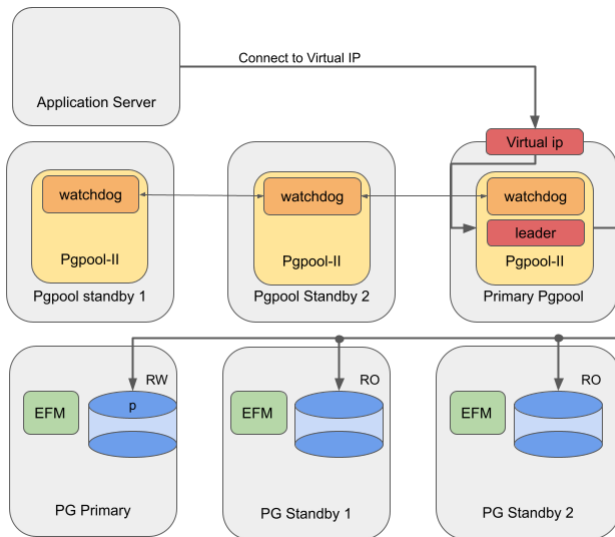 Connect to Virtual IP
Application Server
Virtual ip
watchdog
watchdog
watchdog
leader
Pgpool-II
Pgpool-II
Pgpool-II
Pgpool standby 1
Pgpool Standby 2
Primary Pgpool
RW
RO
RO
EFM
p
EFM
EFM
PG Primary
PG Standby 1
PG Standby 2